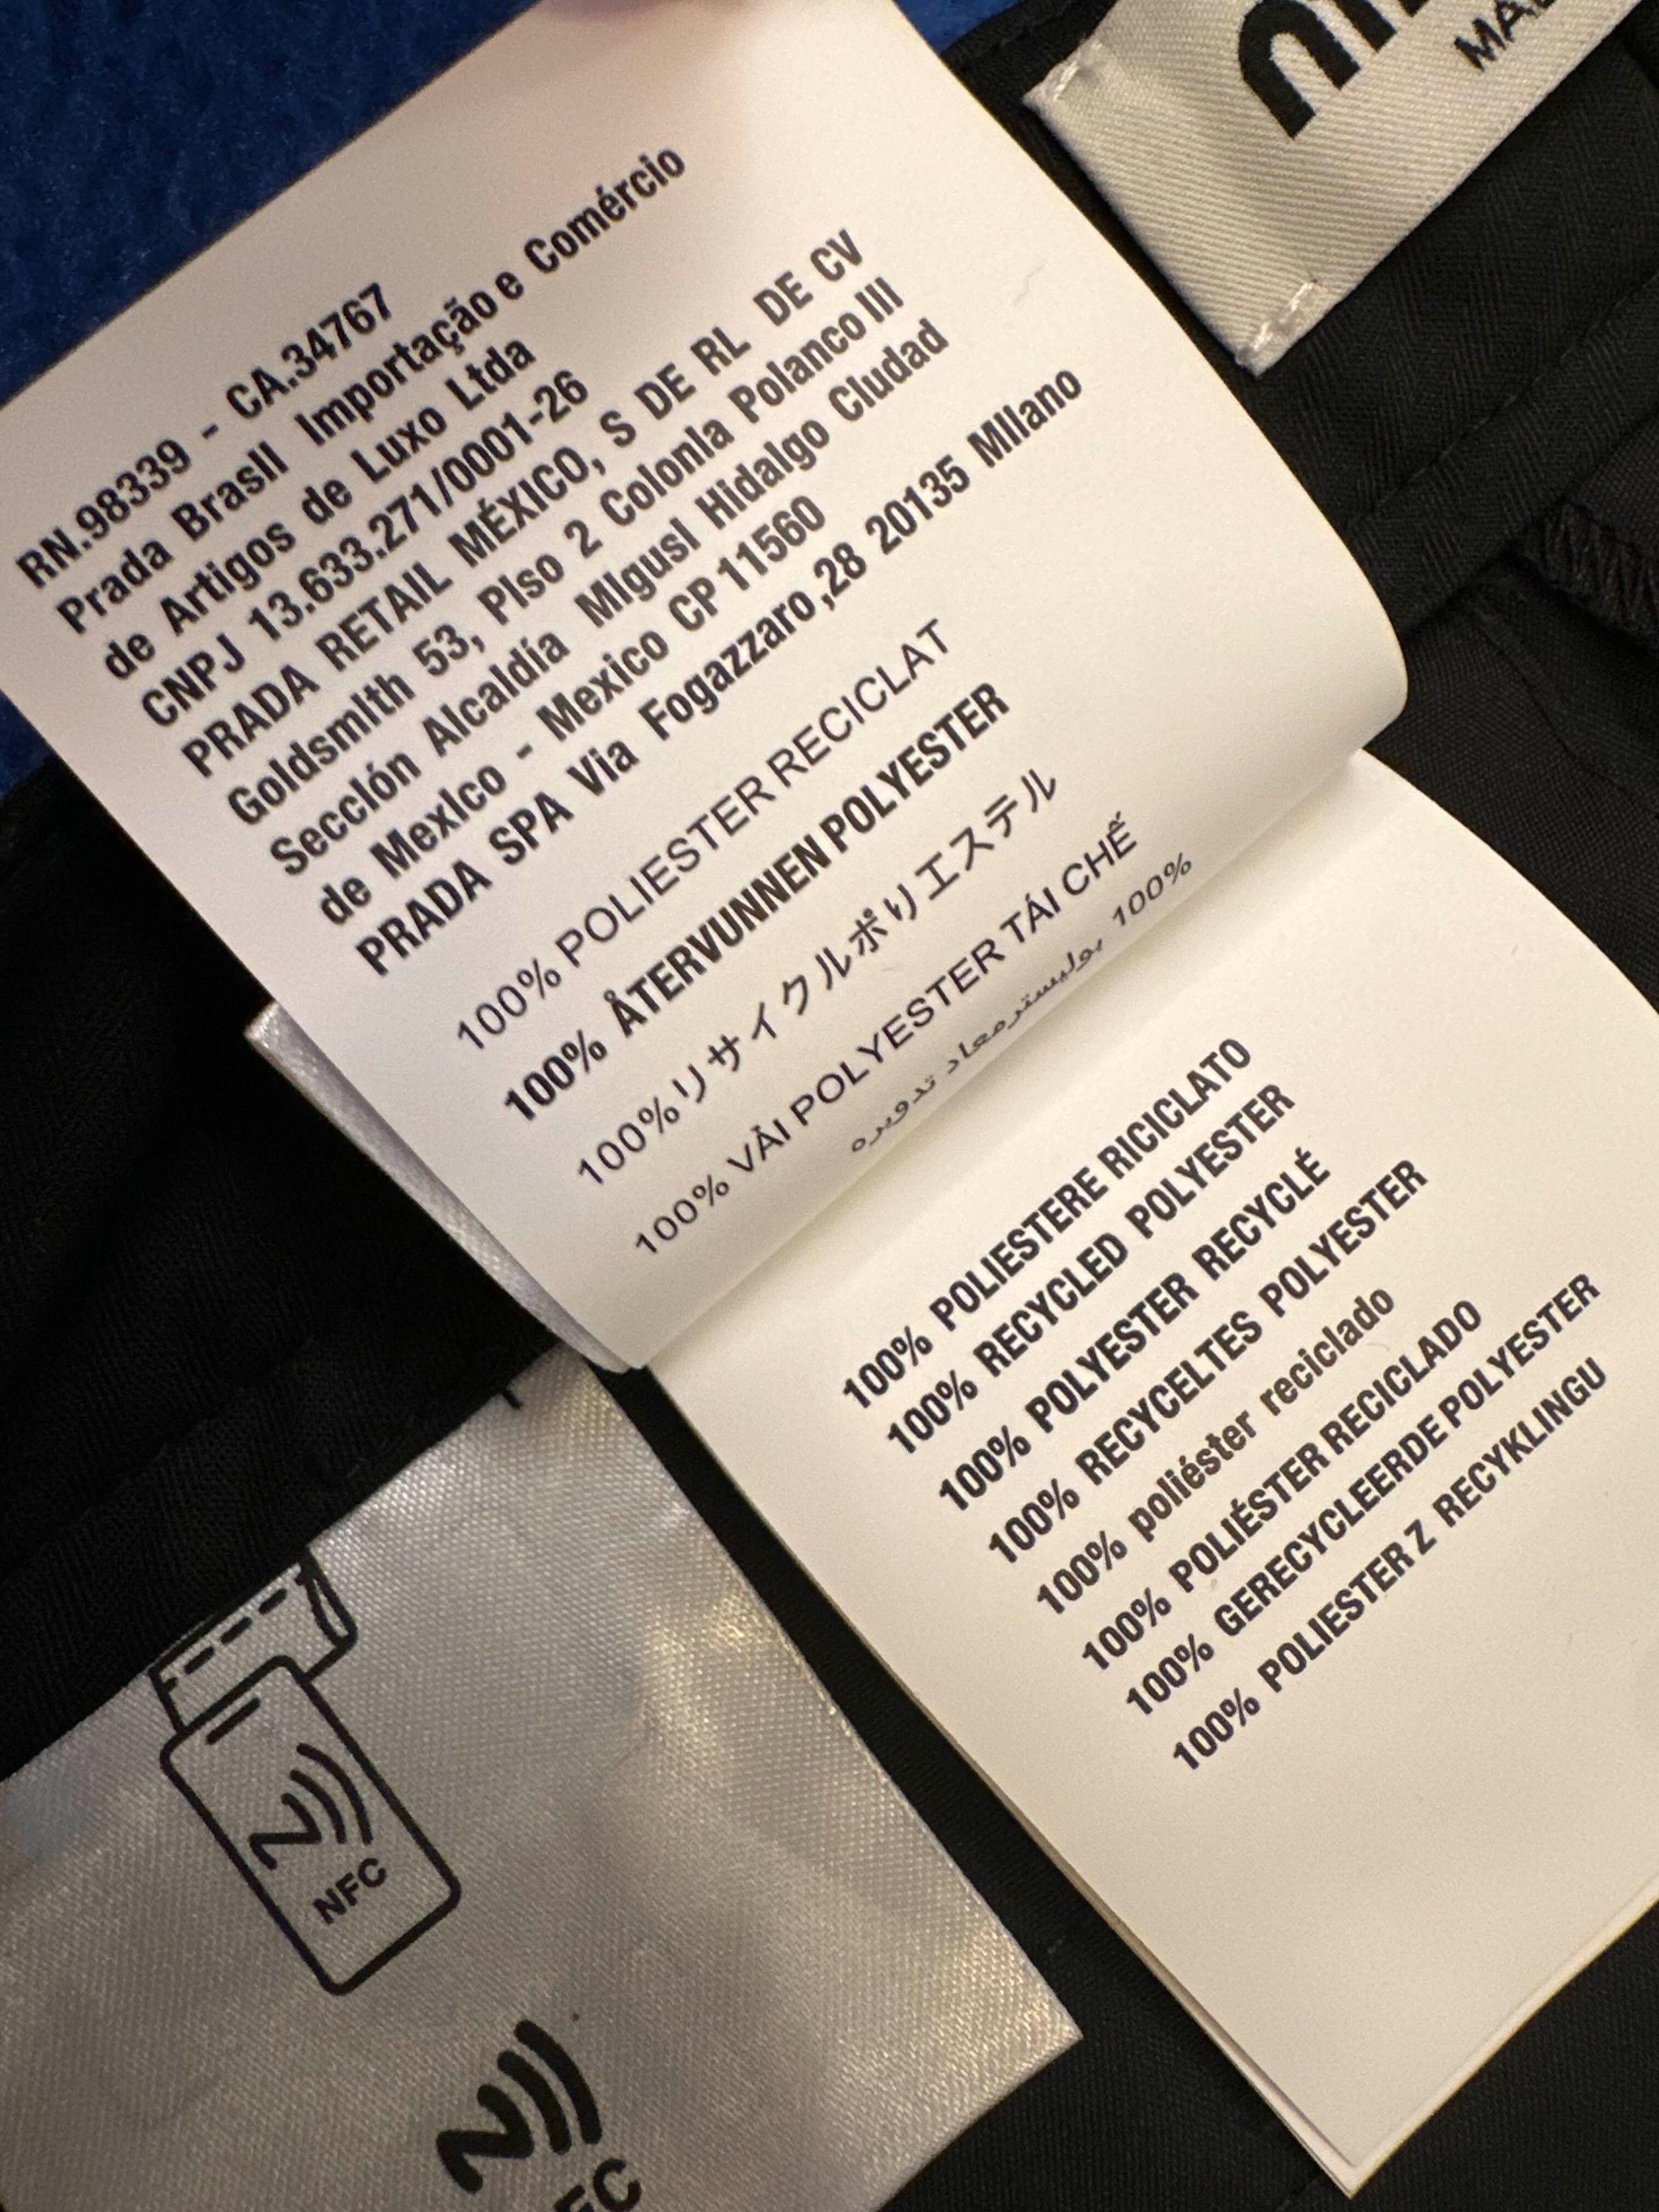 RN.98339 - CA.34767
Prada BrasIl Importação e Comércio
de Artigos de Luxo Ltda
CNPJ 13.633.271/0001-26
PRADA RETAIL MÉXICO, S DE RL DE CV
GoldsmIth 53, PIso 2 ColonIa Polanco III
SeccIón Alcaldía MIgusl Hidalgo CIudad
de MexIco - Mexico CP 11560
PRADA SPA Via Fogazzaro,28 20135 MIlano
100% POLIESTER RECICLAT
100% ÅTERVUNNEN POLYESTER
100%リサイクルポリエステル
100% VẢI POLYESTER TÁI CHẾ
100% بوليستر معاد تدويره
100% POLIESTERE RICICLATO
100% RECYCLED POLYESTER
100% POLYESTER RECYCLÉ
100% RECYCELTES POLYESTER
100% poliéster reciclado
100% POLIÉSTER RECICLADO
100% GERECYCLEERDE POLYESTER
100% POLIESTER Z RECYKLINGU
NFC